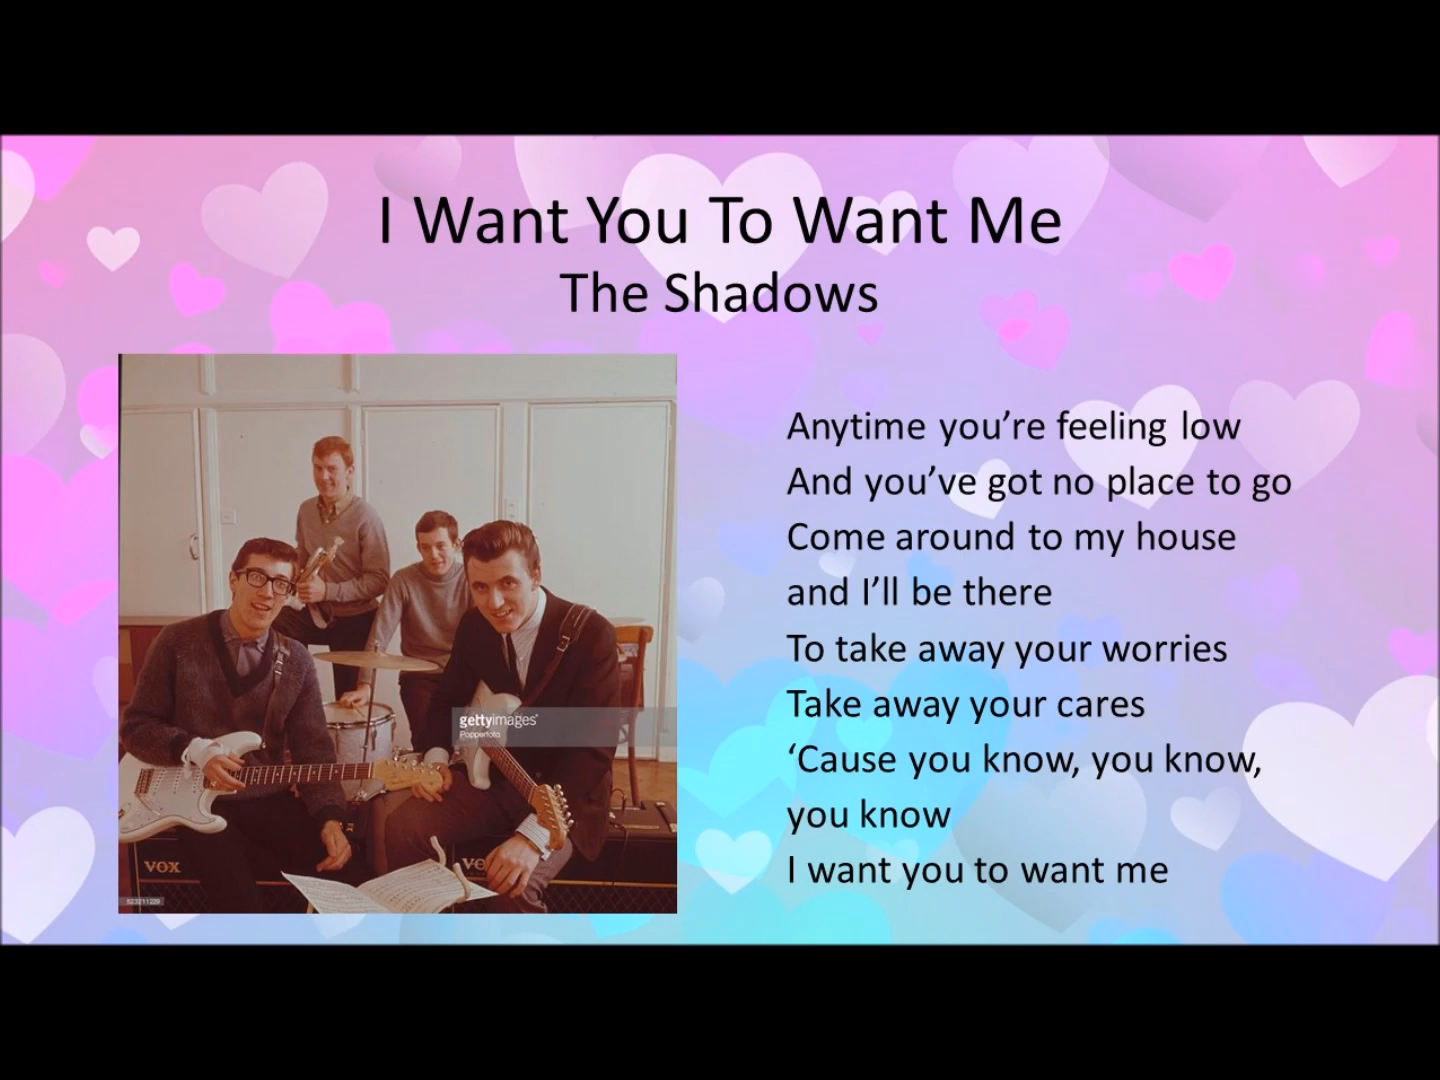 I Want You To Want Me
The Shadows
Anytime you’re feeling low
And you’ve got no place to go
Come around to my house
and I’ll be there
To take away your worries
Take away your cares
‘Cause you know, you know,
you know
I want you to want me
gettyimages®
Popperfoto
VOX
523211229